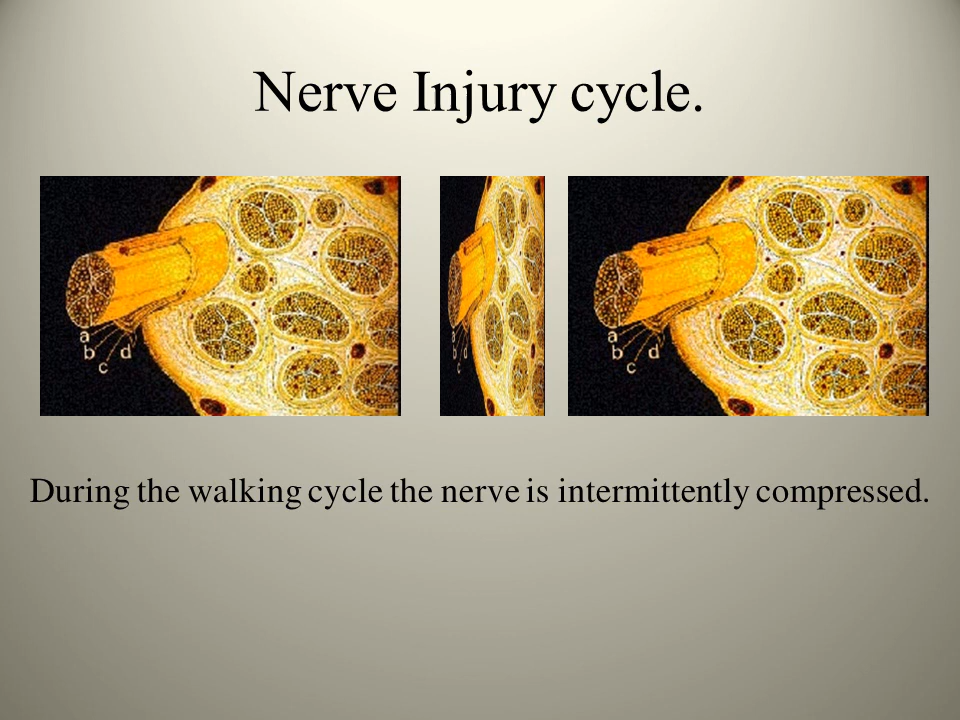 Nerve Injury cycle.
a
b d
c
a
b d
c
a
b d
c
During the walking cycle the nerve is intermittently compressed.